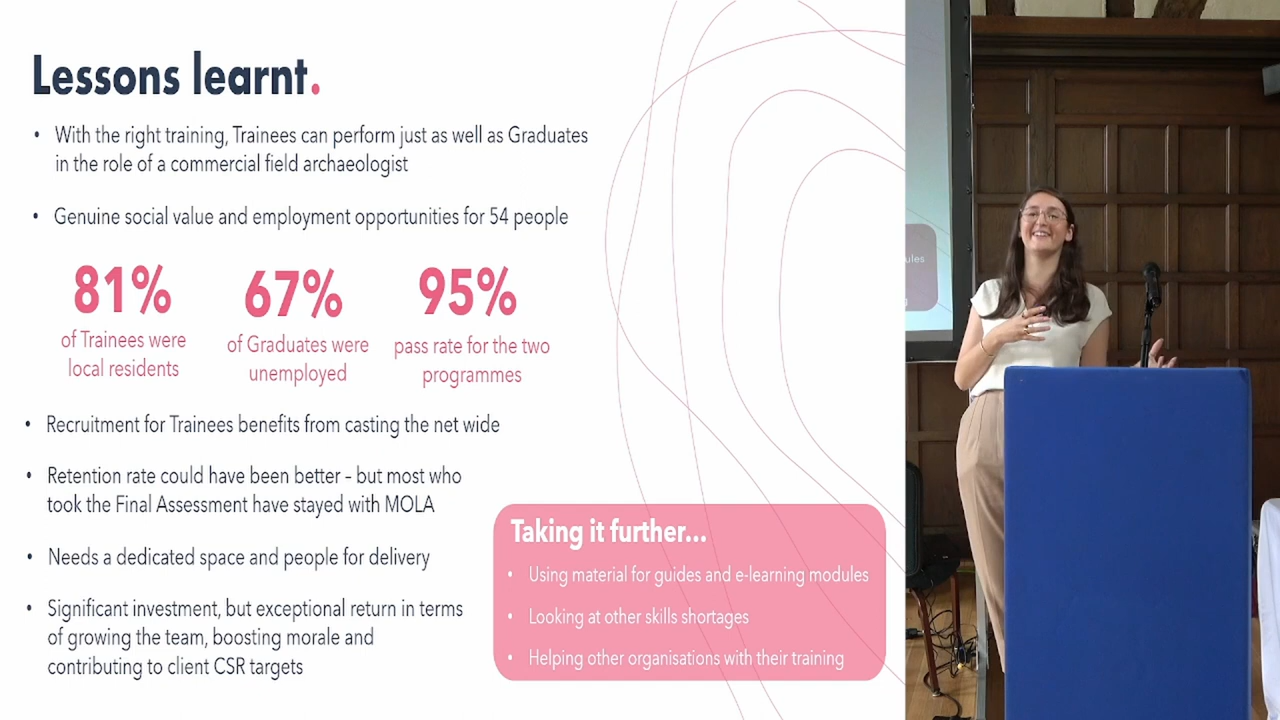 Lessons learnt.
• With the right training, Trainees can perform just as well as Graduates
in the role of a commercial field archaeologist
• Genuine social value and employment opportunities for 54 people
81%
of Trainees were
local residents
67%
of Graduates were
unemployed
95%
pass rate for the two
programmes
• Recruitment for Trainees benefits from casting the net wide
• Retention rate could have been better – but most who
took the Final Assessment have stayed with MOLA
• Needs a dedicated space and people for delivery
• Significant investment, but exceptional return in terms
of growing the team, boosting morale and
contributing to client CSR targets
Taking it further...
• Using material for guides and e-learning modules
• Looking at other skills shortages
• Helping other organisations with their training